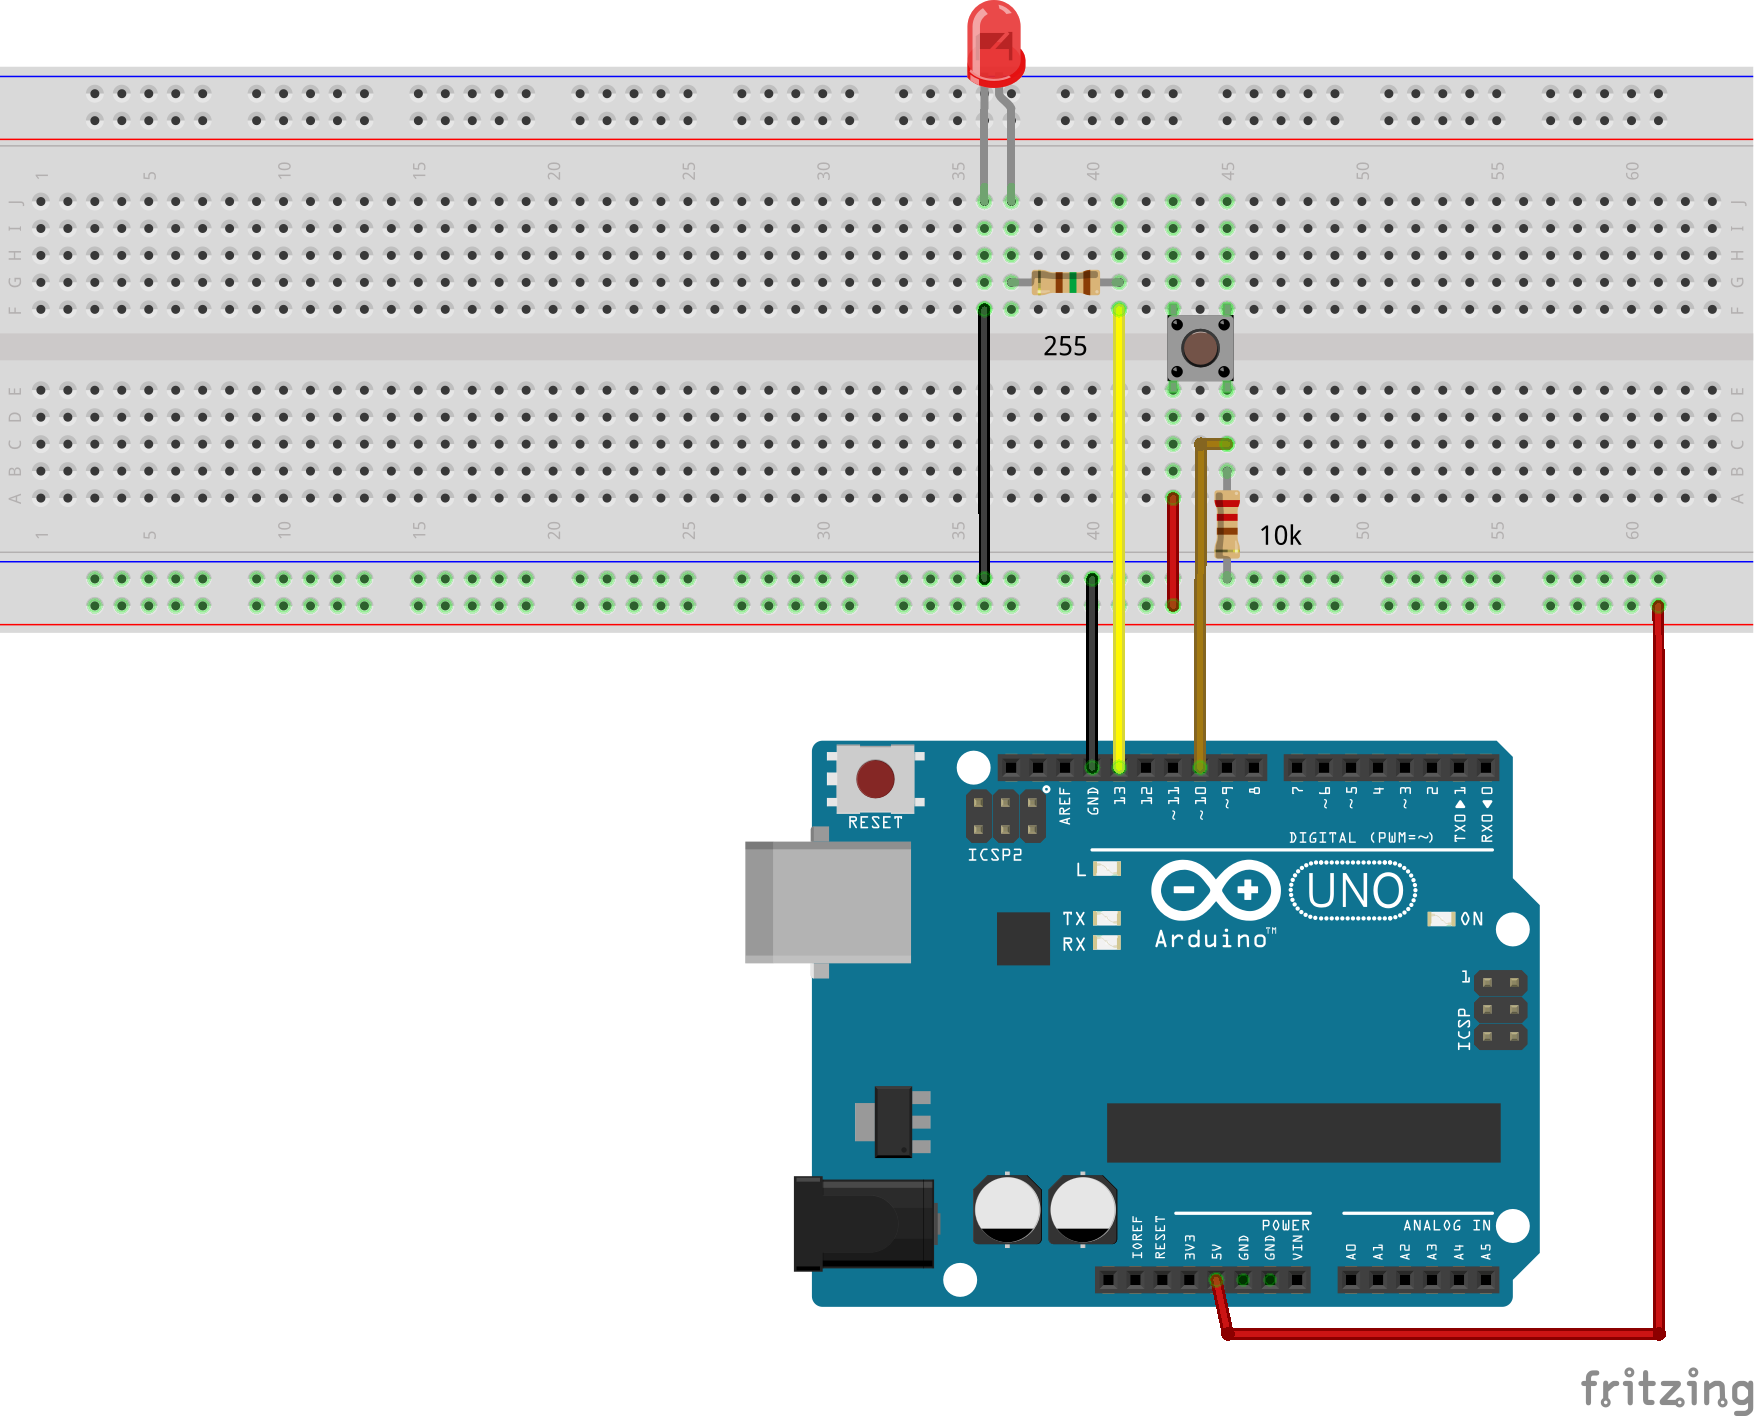 1 5 10 15 20 25 30 35 40 45 50 55 60
J J
I I
H H
G G
F F
255
E E
D D
C C
B B
A A
10k
1 5 10 15 20 25 30 35 40 50 55 60
RESET
AREF GND 13 12 ~11 ~10 ~9 8 7 ~6 ~5 4 ~3 2 TX0▶1 RX0◀0
DIGITAL (PWM=~)
ICSP2
L
UNO
TX ON
RX
Arduino™
1
ICSP
POWER ANALOG IN
IOREF RESET 3V3 5V GND GND VIN A0 A1 A2 A3 A4 A5
fritzing